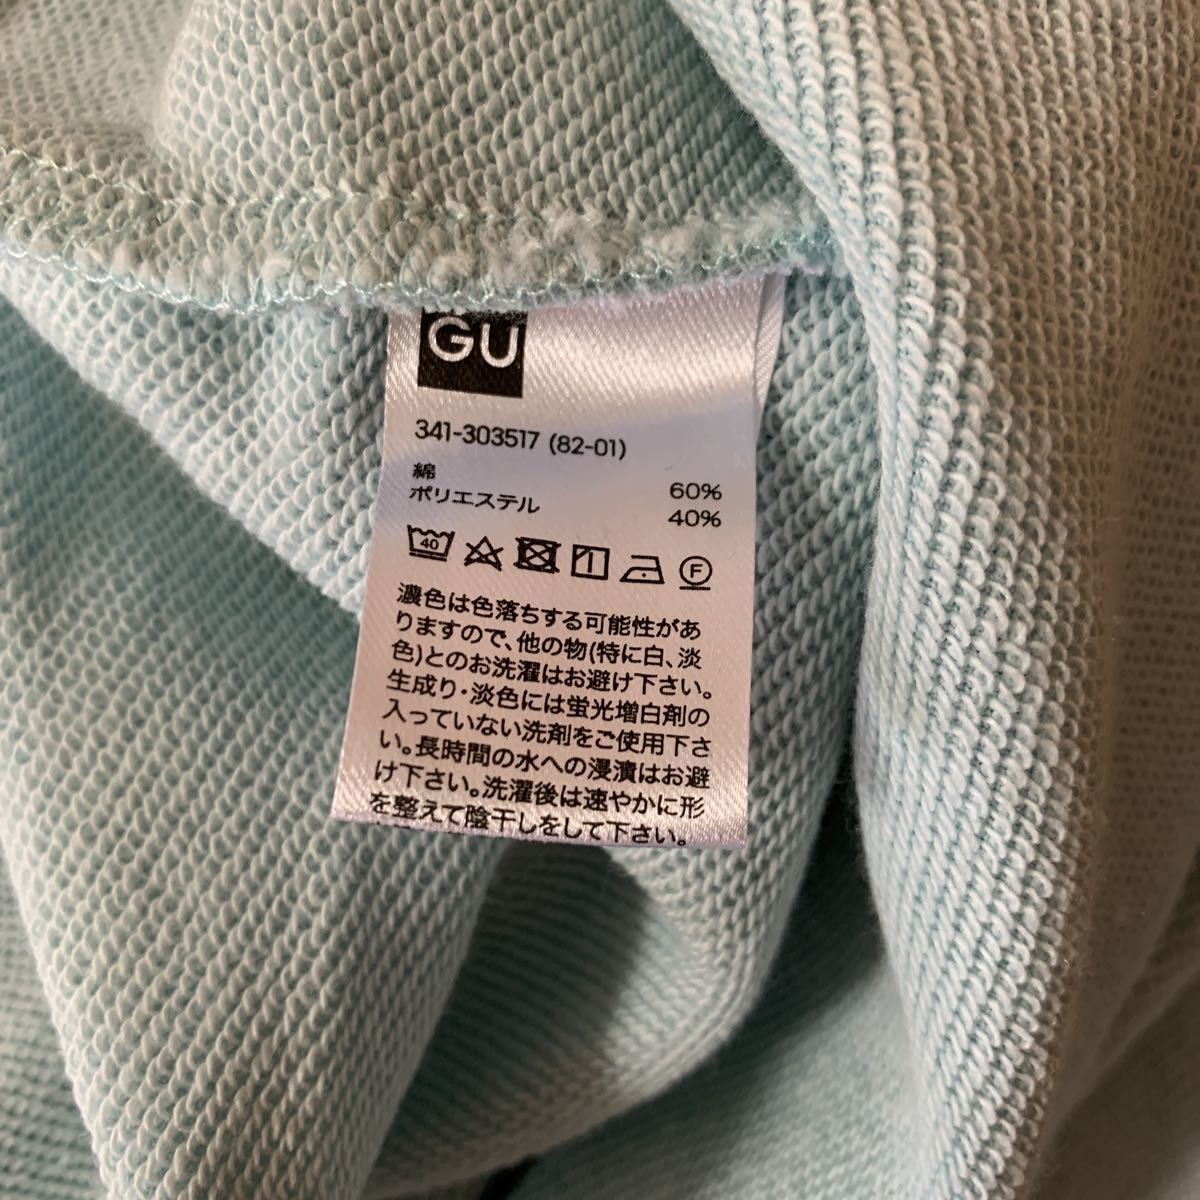 GU
341-303517 (82-01)
綿 60%
ポリエステル 40%
40 F
濃色は色落ちする可能性があ
りますので、他の物(特に白、淡
色)とのお洗濯はお避け下さい。
生成り・淡色には蛍光増白剤の
入っていない洗剤をご使用下さ
い。長時間の水への浸漬はお避
け下さい。洗濯後は速やかに形
を整えて陰干しをして下さい。